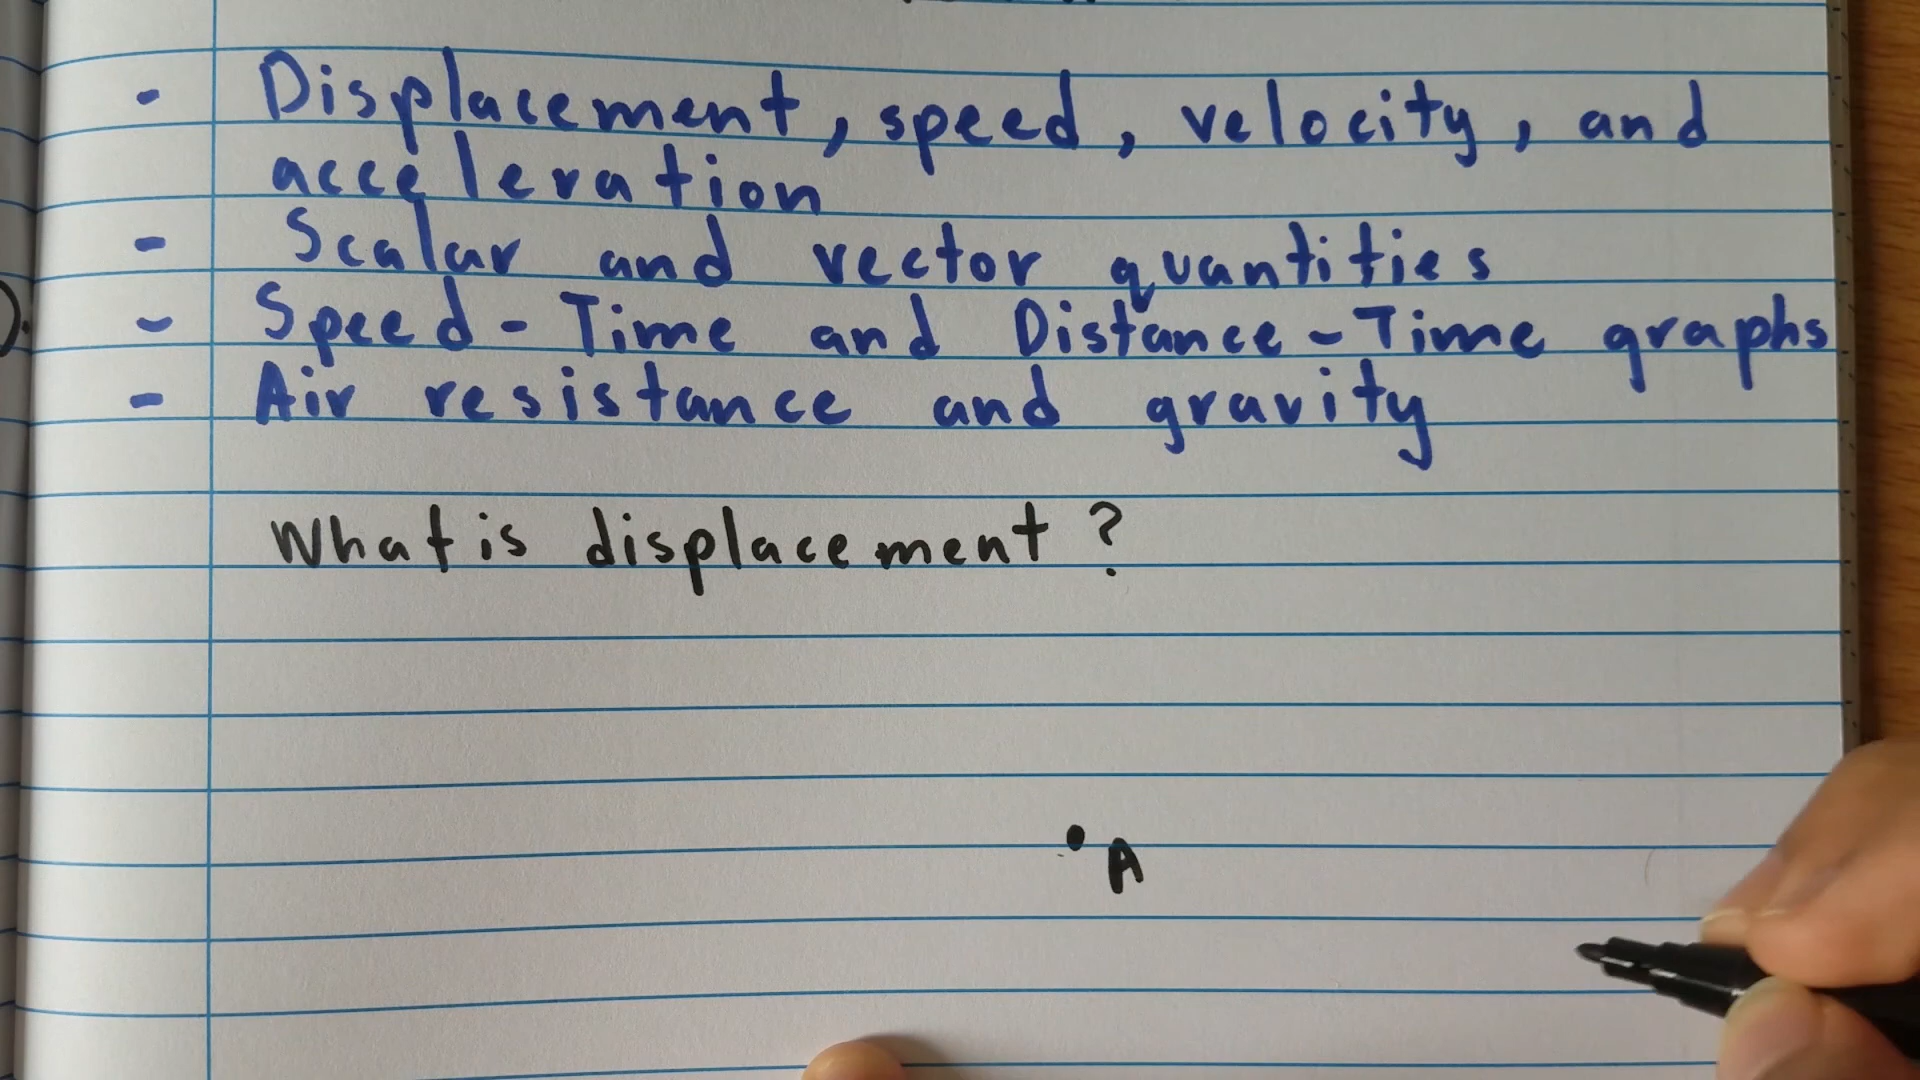 - Displacement, speed, velocity, and
acceleration
- Scalar and vector quantities
- Speed-Time and Distance-Time graphs
- Air resistance and gravity
What is displacement?
A